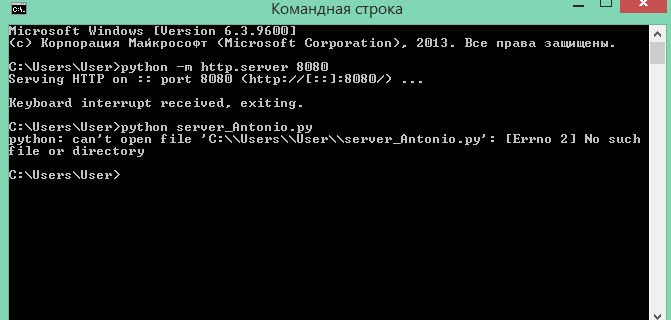 Командная строка
Microsoft Windows [Version 6.3.9600]
(c) Корпорация Майкрософт (Microsoft Corporation), 2013. Все права защищены.
C:\Users\User>python -m http.server 8080
Serving HTTP on :: port 8080 (http://[::]:8080/) ...
Keyboard interrupt received, exiting.
C:\Users\User>python server_Antonio.py
python: can't open file 'C:\\Users\\User\\server_Antonio.py': [Errno 2] No such
file or directory
C:\Users\User>